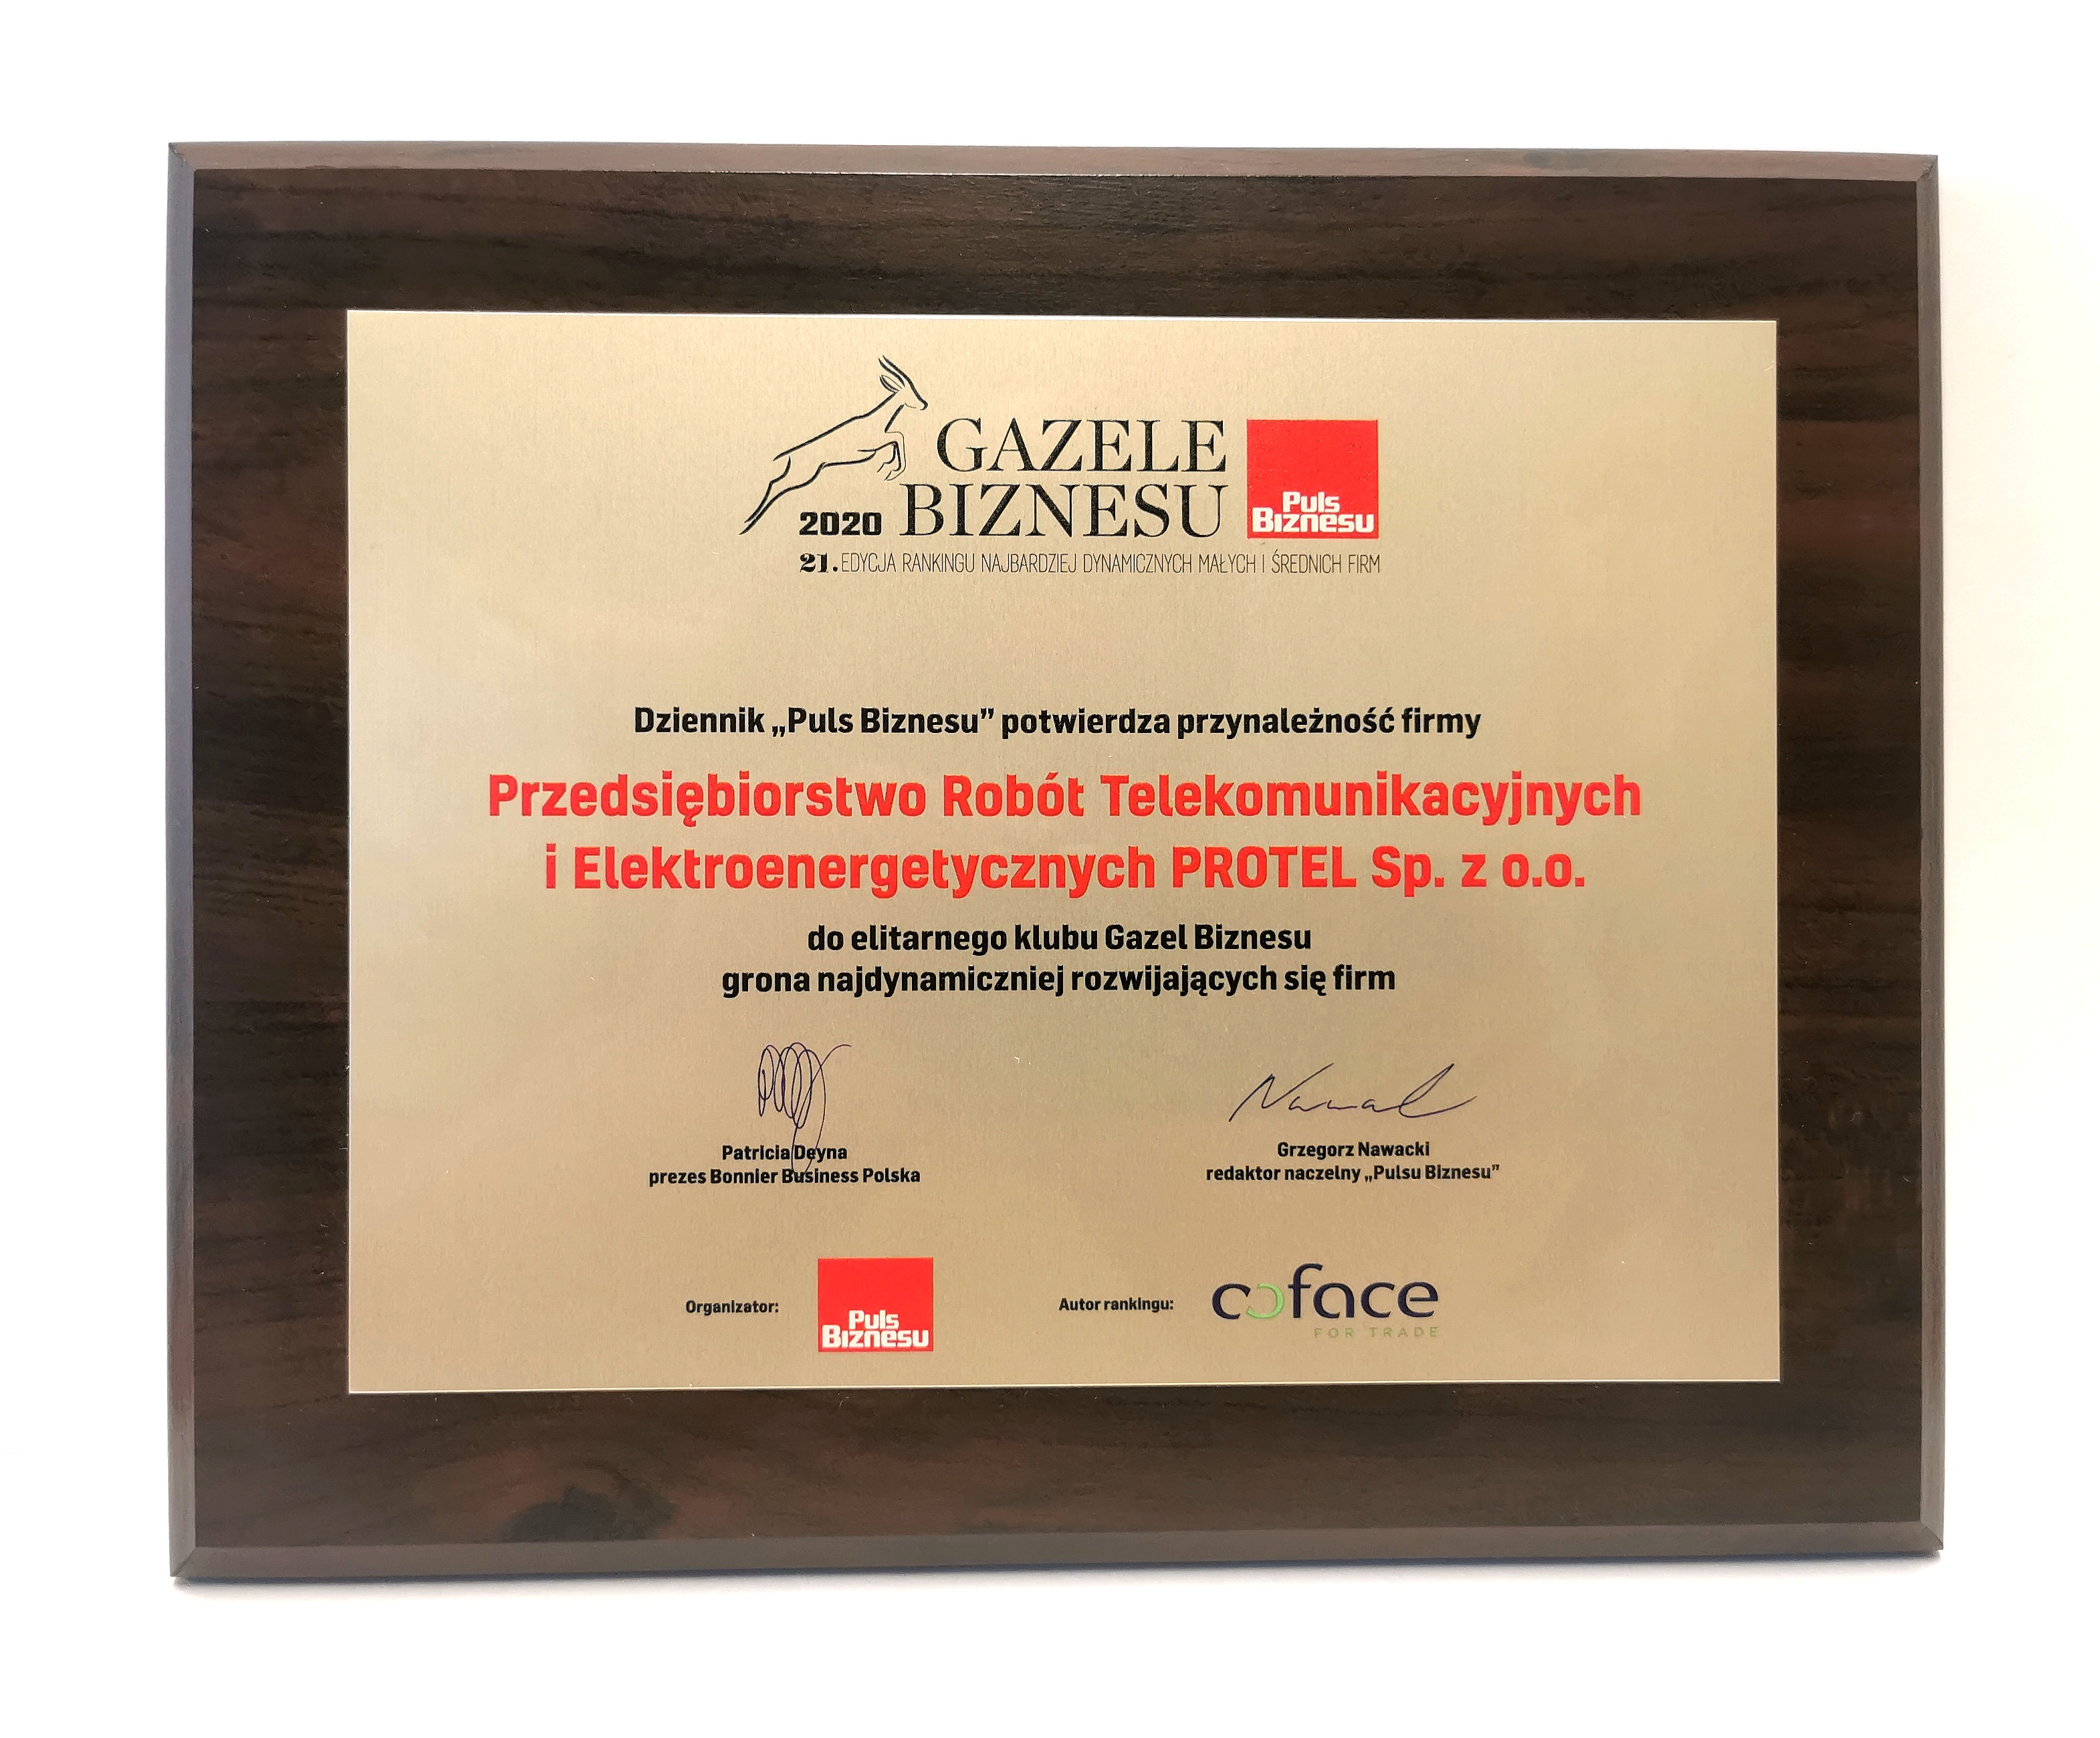 GAZELE
2020 BIZNESU
Puls
Biznesu
21. EDYCJA RANKINGU NAJBARDZIEJ DYNAMICZNYCH MAŁYCH I ŚREDNICH FIRM
Dziennik „Puls Biznesu” potwierdza przynależność firmy
Przedsiębiorstwo Robót Telekomunikacyjnych
i Elektroenergetycznych PROTEL Sp. z o.o.
do elitarnego klubu Gazel Biznesu
grona najdynamiczniej rozwijających się firm
Patricia Deyna
prezes Bonnier Business Polska
Grzegorz Nawacki
redaktor naczelny „Pulsu Biznesu”
Organizator:
Puls
Biznesu
Autor rankingu:
coface
FOR TRADE